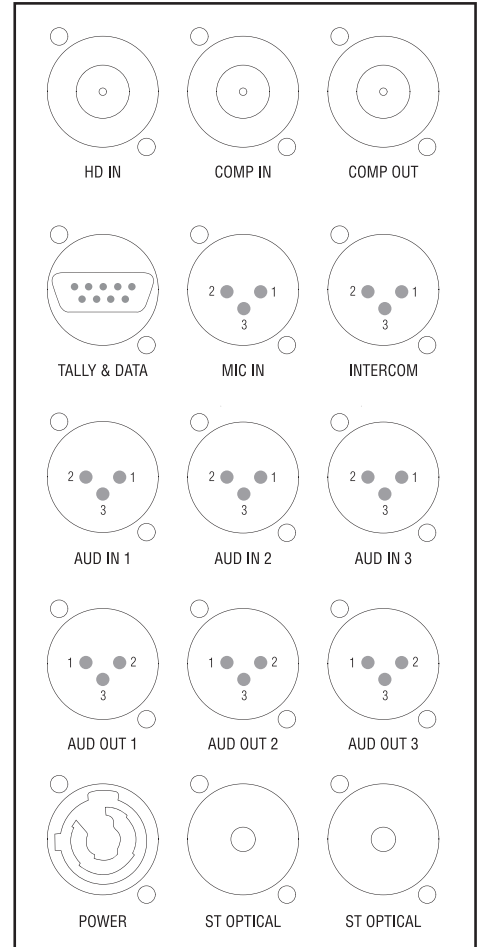 HD IN COMP IN COMP OUT
2 1 2 1
3 3
TALLY & DATA MIC IN INTERCOM
2 1 2 1 2 1
3 3 3
AUD IN 1 AUD IN 2 AUD IN 3
1 2 1 2 1 2
3 3 3
AUD OUT 1 AUD OUT 2 AUD OUT 3
POWER ST OPTICAL ST OPTICAL